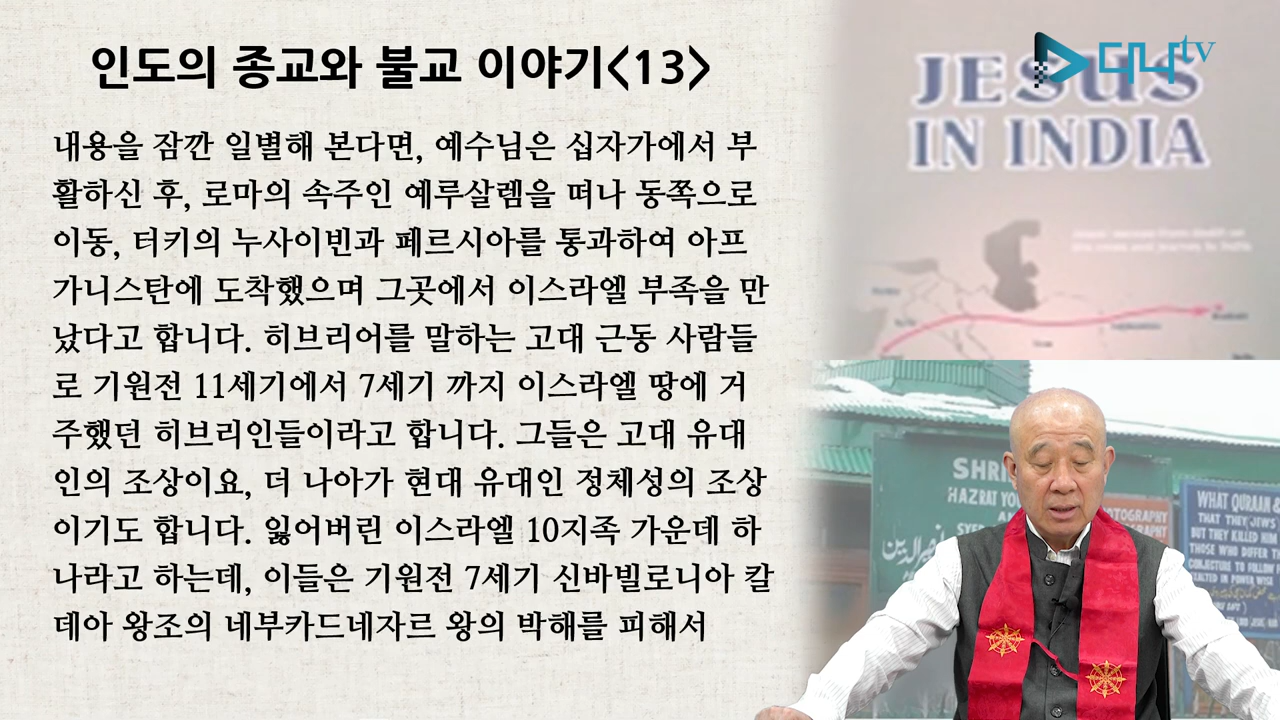 인도의 종교와 불교 이야기<13>
내용을 잠깐 일별해 본다면, 예수님은 십자가에서 부
활하신 후, 로마의 속주인 예루살렘을 떠나 동쪽으로
이동, 터키의 누사이빈과 페르시아를 통과하여 아프
가니스탄에 도착했으며 그곳에서 이스라엘 부족을 만
났다고 합니다. 히브리어를 말하는 고대 근동 사람들
로 기원전 11세기에서 7세기 까지 이스라엘 땅에 거
주했던 히브리인들이라고 합니다. 그들은 고대 유대
인의 조상이요, 더 나아가 현대 유대인 정체성의 조상
이기도 합니다. 잃어버린 이스라엘 10지족 가운데 하
나라고 하는데, 이들은 기원전 7세기 신바빌로니아 칼
데아 왕조의 네부카드네자르 왕의 박해를 피해서
tv
JESUS
IN INDIA
SHRI
HAZRAT YOU
AN
SYED
PHOTOGRAPHY
WHAT QURAAN &
THAT THEY JEWS
BUT THEY KILLED HIM
THOSE WHO DIFFER
CONJECTURE TO FOLLOW
EXALTED IN POWER WISE